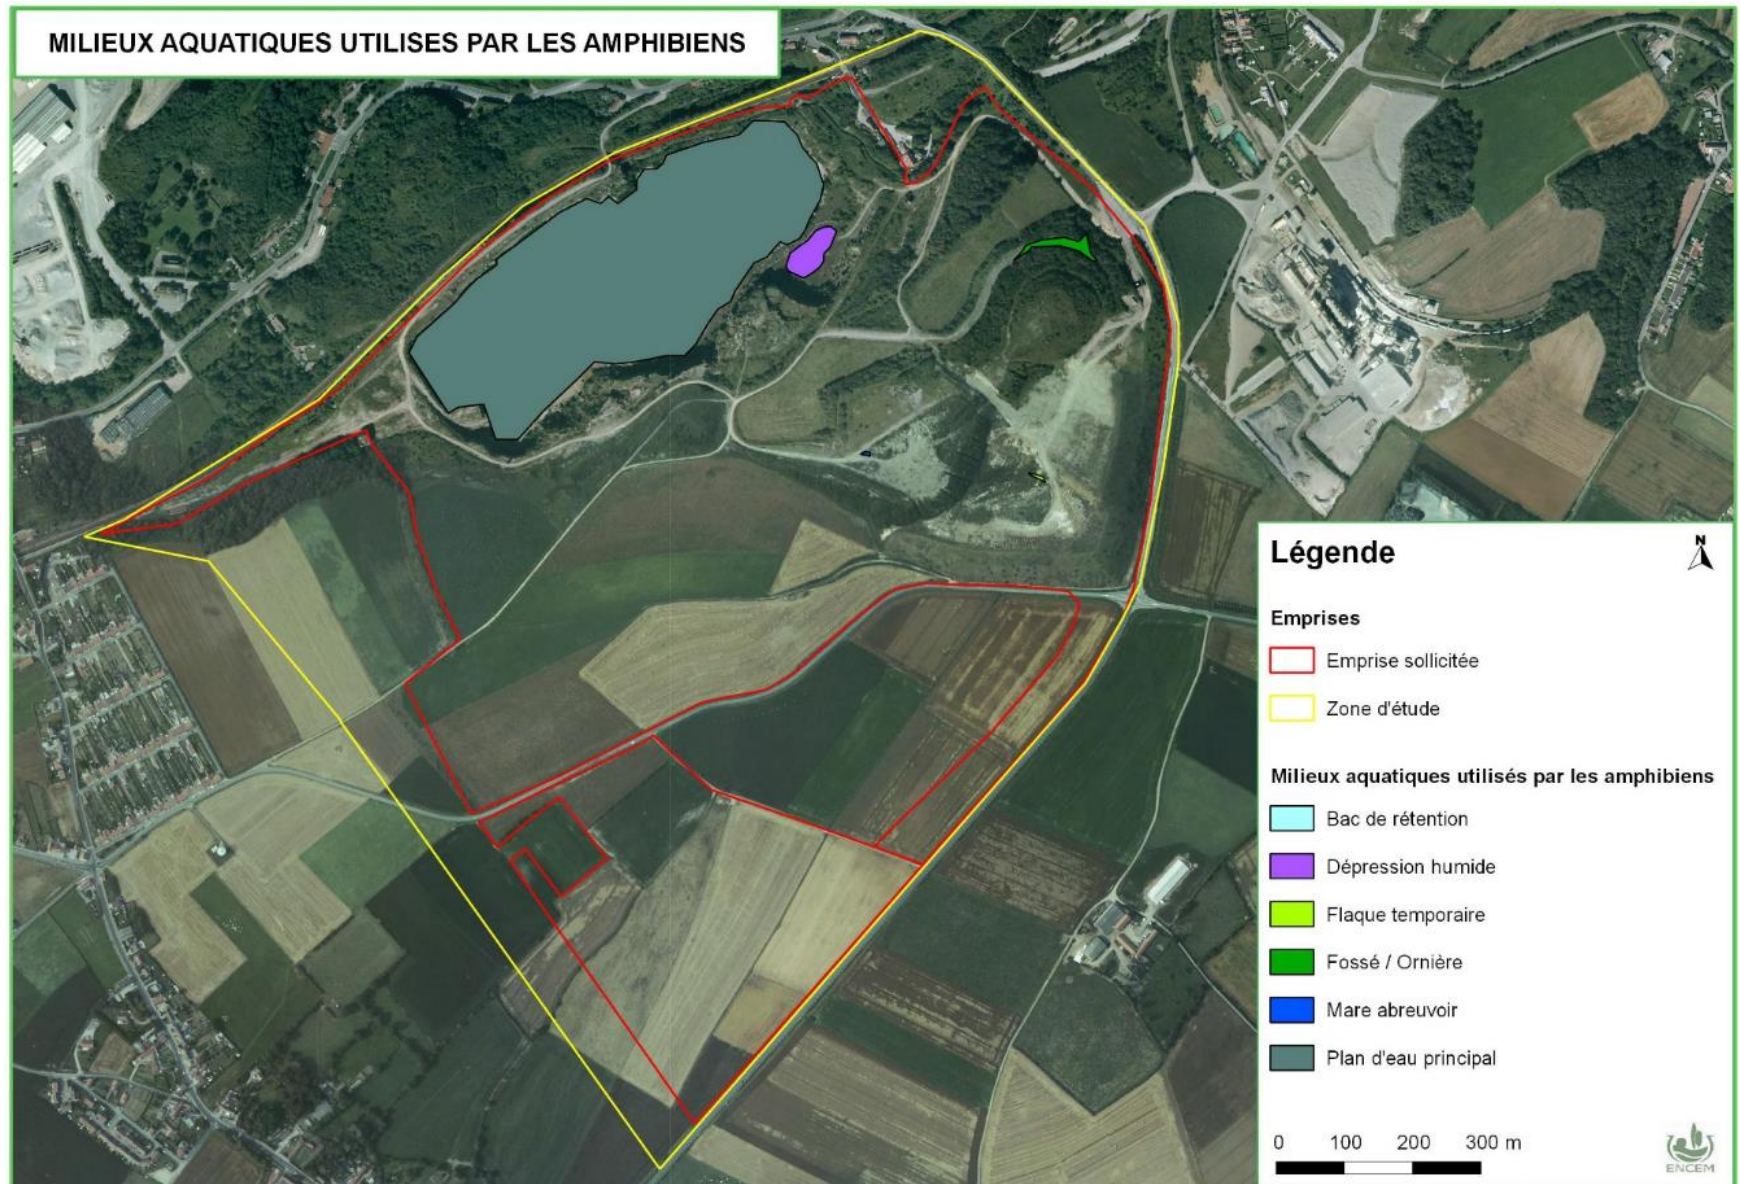 MILIEUX AQUATIQUES UTILISES PAR LES AMPHIBIENS
Légende
N
Emprises
Emprise sollicitée
Zone d'étude
Milieux aquatiques utilisés par les amphibiens
Bac de rétention
Dépression humide
Flaque temporaire
Fossé / Ornière
Mare abreuvoir
Plan d'eau principal
0 100 200 300 m
ENCEM